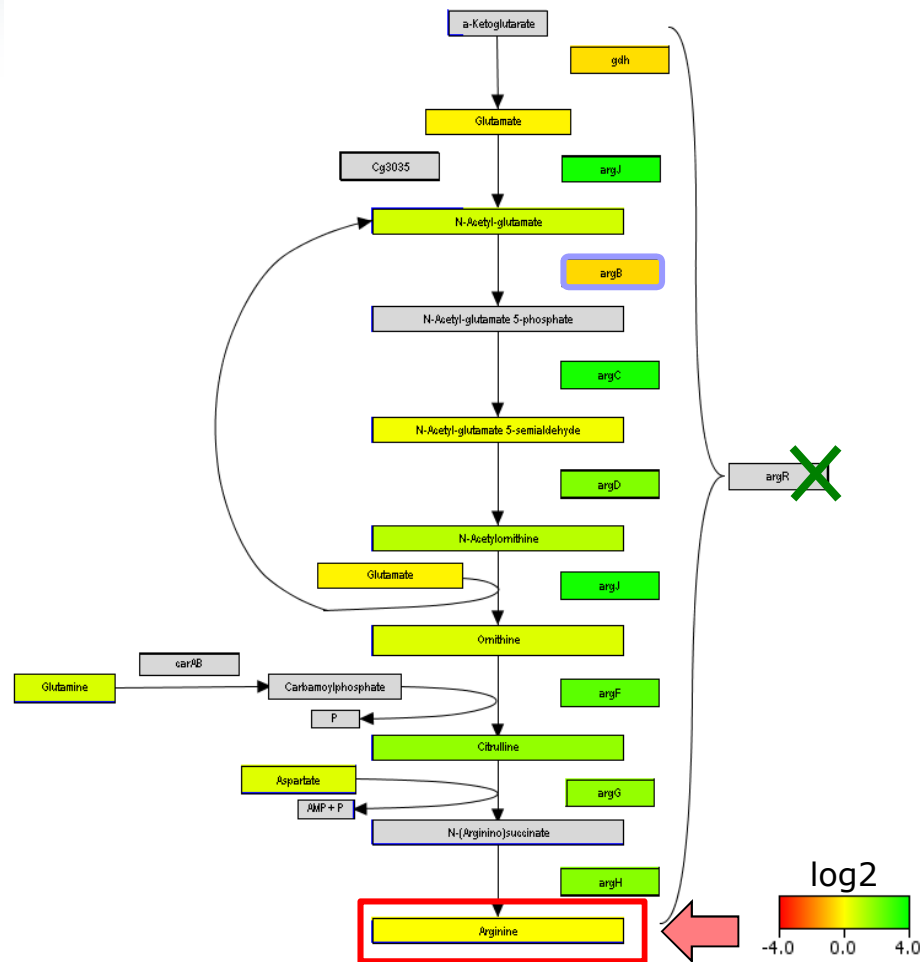 a-Ketoglutarate
gdh
Glutamate
Cg3035
argJ
N-Acetyl-glutamate
argB
N-Acetyl-glutamate 5-phosphate
argC
N-Acetyl-glutamate 5-semialdehyde
argR
argD
N-Acetylornithine
Glutamate
argJ
Ornithine
carAB
Glutamine
Carbamoylphosphate
argF
P
Citrulline
Aspartate
argG
AMP + P
N-(Arginino)succinate
argH
log2
Arginine
-4.0 0.0 4.0